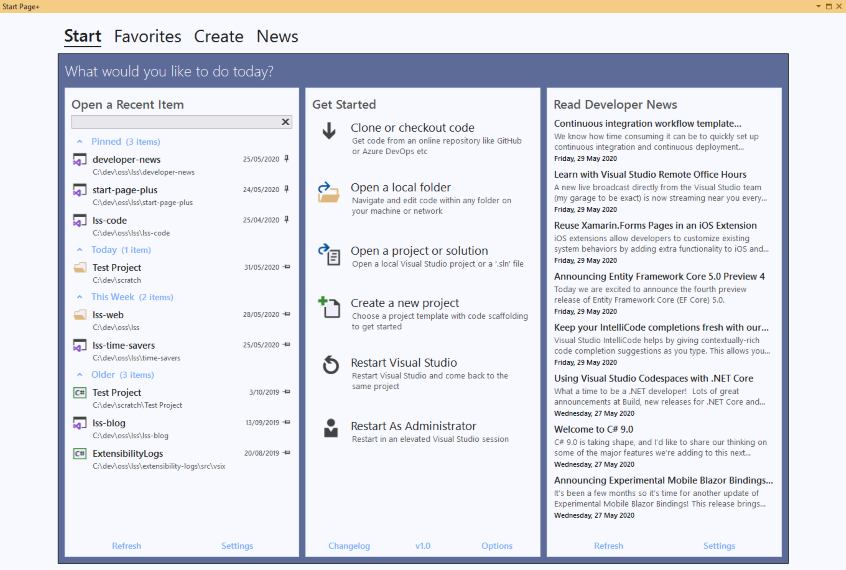 Start Page+
Start Favorites Create News
What would you like to do today?
Open a Recent Item
Pinned (3 items)
developer-news 25/05/2020
C:\dev\oss\lss\developer-news
start-page-plus 24/05/2020
C:\dev\oss\lss\start-page-plus
lss-code 25/04/2020
C:\dev\oss\lss\lss-code
Today (1 item)
Test Project 31/05/2020
C:\dev\scratch
This Week (2 items)
lss-web 28/05/2020
C:\dev\oss\lss
lss-time-savers 25/05/2020
C:\dev\oss\lss\time-savers
Older (3 items)
C# Test Project 3/10/2019
C:\dev\scratch\Test Project
lss-blog 13/09/2019
C:\dev\oss\lss\lss-blog
C# ExtensibilityLogs 20/08/2019
C:\dev\oss\lss\extensibility-logs\src\vsix
Refresh Settings
Get Started
Clone or checkout code
Get code from an online repository like GitHub
or Azure DevOps etc
Open a local folder
Navigate and edit code within any folder on
your machine or network
Open a project or solution
Open a local Visual Studio project or a '.sln' file
Create a new project
Choose a project template with code scaffolding
to get started
Restart Visual Studio
Restart Visual Studio and come back to the
same project
Restart As Administrator
Restart in an elevated Visual Studio session
Changelog v1.0 Options
Read Developer News
Continuous integration workflow template...
We know how time consuming it can be to quickly set up
continuous integration and continuous deployment...
Friday, 29 May 2020
Learn with Visual Studio Remote Office Hours
A new live broadcast directly from the Visual Studio team
(my garage to be exact) is now streaming near you every...
Friday, 29 May 2020
Reuse Xamarin.Forms Pages in an iOS Extension
iOS extensions allow developers to customize existing
system behaviors by adding extra functionality to iOS and...
Friday, 29 May 2020
Announcing Entity Framework Core 5.0 Preview 4
Today we are excited to announce the fourth preview
release of Entity Framework Core (EF Core) 5.0.
Friday, 29 May 2020
Keep your IntelliCode completions fresh with our...
Visual Studio IntelliCode helps by giving contextually-rich
code completion suggestions as you type. This allows you...
Friday, 29 May 2020
Using Visual Studio Codespaces with .NET Core
What a time to be a .NET developer! Lots of great
announcements at Build, new releases for .NET Core and...
Wednesday, 27 May 2020
Welcome to C# 9.0
C# 9.0 is taking shape, and I'd like to share our thinking on
some of the major features we're adding to this next...
Wednesday, 27 May 2020
Announcing Experimental Mobile Blazor Bindings...
It's been a few months so it's time for another update of
Experimental Mobile Blazor Bindings! This release brings...
Wednesday, 27 May 2020
Refresh Settings